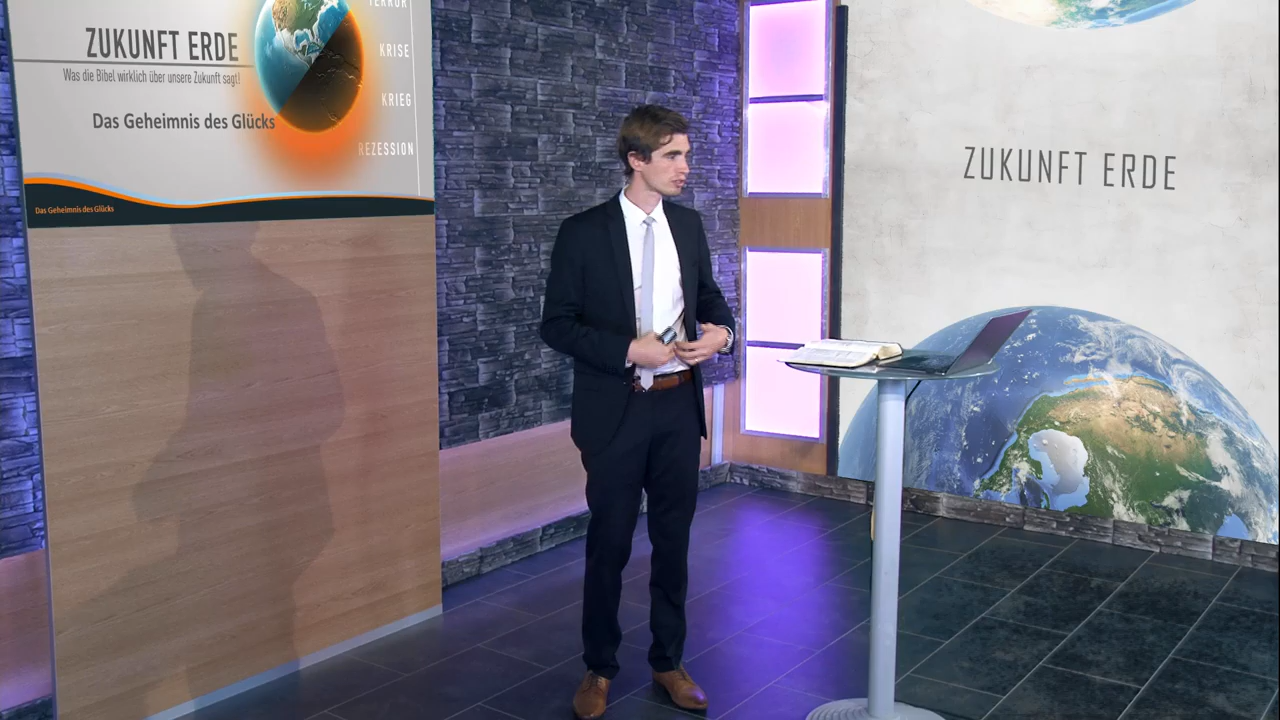 TERROR
ZUKUNFT ERDE
Was die Bibel wirklich über unsere Zukunft sagt!
KRISE
KRIEG
Das Geheimnis des Glücks
REZESSION
Das Geheimnis des Glücks
ZUKUNFT ERDE